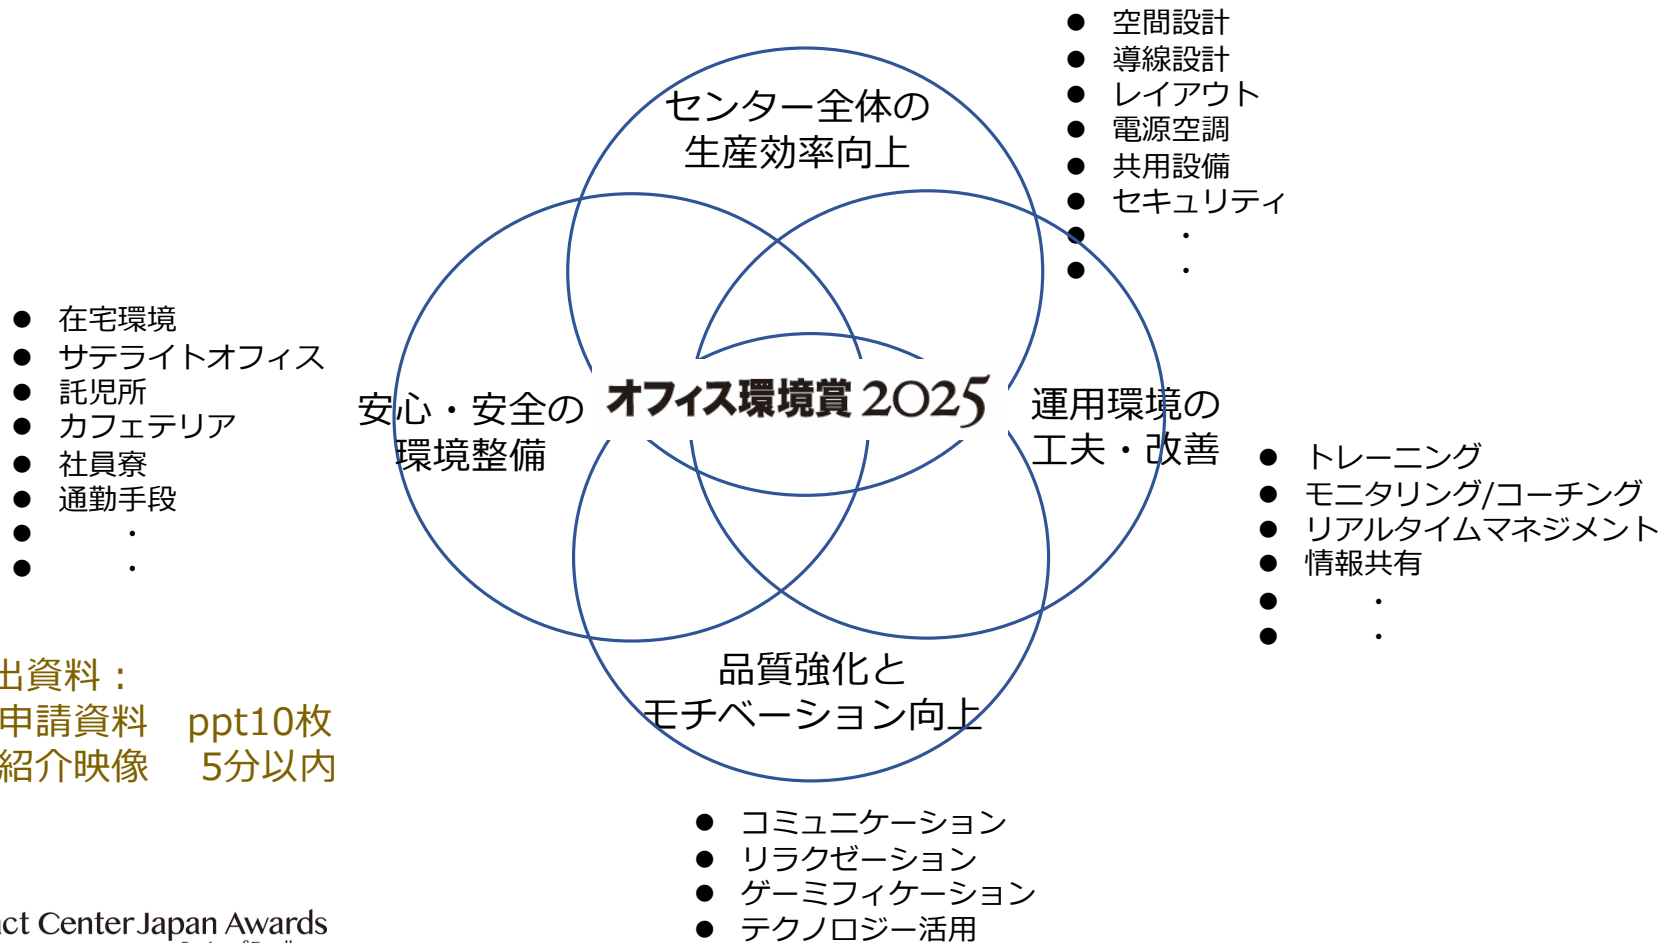 ● 空間設計
● 導線設計
● レイアウト
● 電源空調
● 共用設備
● セキュリティ
● ・
● ・
センター全体の
生産効率向上
● 在宅環境
● サテライトオフィス
● 託児所
● カフェテリア
● 社員寮
● 通勤手段
● ・
● ・
安心・安全の
環境整備
オフィス環境賞 2025
運用環境の
工夫・改善
● トレーニング
● モニタリング/コーチング
● リアルタイムマネジメント
● 情報共有
● ・
● ・
品質強化と
モチベーション向上
出資料：
申請資料 ppt10枚
紹介映像 5分以内
● コミュニケーション
● リラクゼーション
● ゲーミフィケーション
● テクノロジー活用
act Center Japan Awards